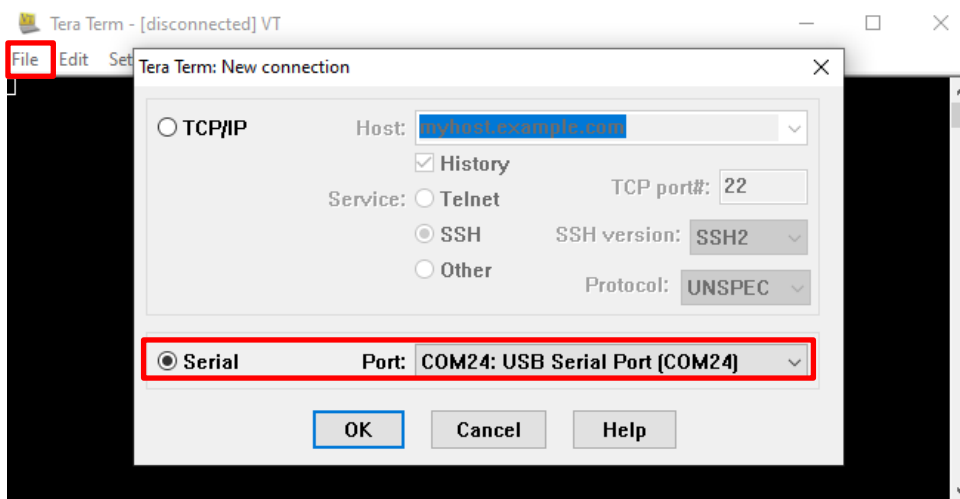 Tera Term - [disconnected] VT
File Edit Set
Tera Term: New connection
TCP/IP Host: myhost.example.com
History
Service: Telnet TCP port#: 22
SSH SSH version: SSH2
Other Protocol: UNSPEC
Serial Port: COM24: USB Serial Port (COM24)
OK Cancel Help